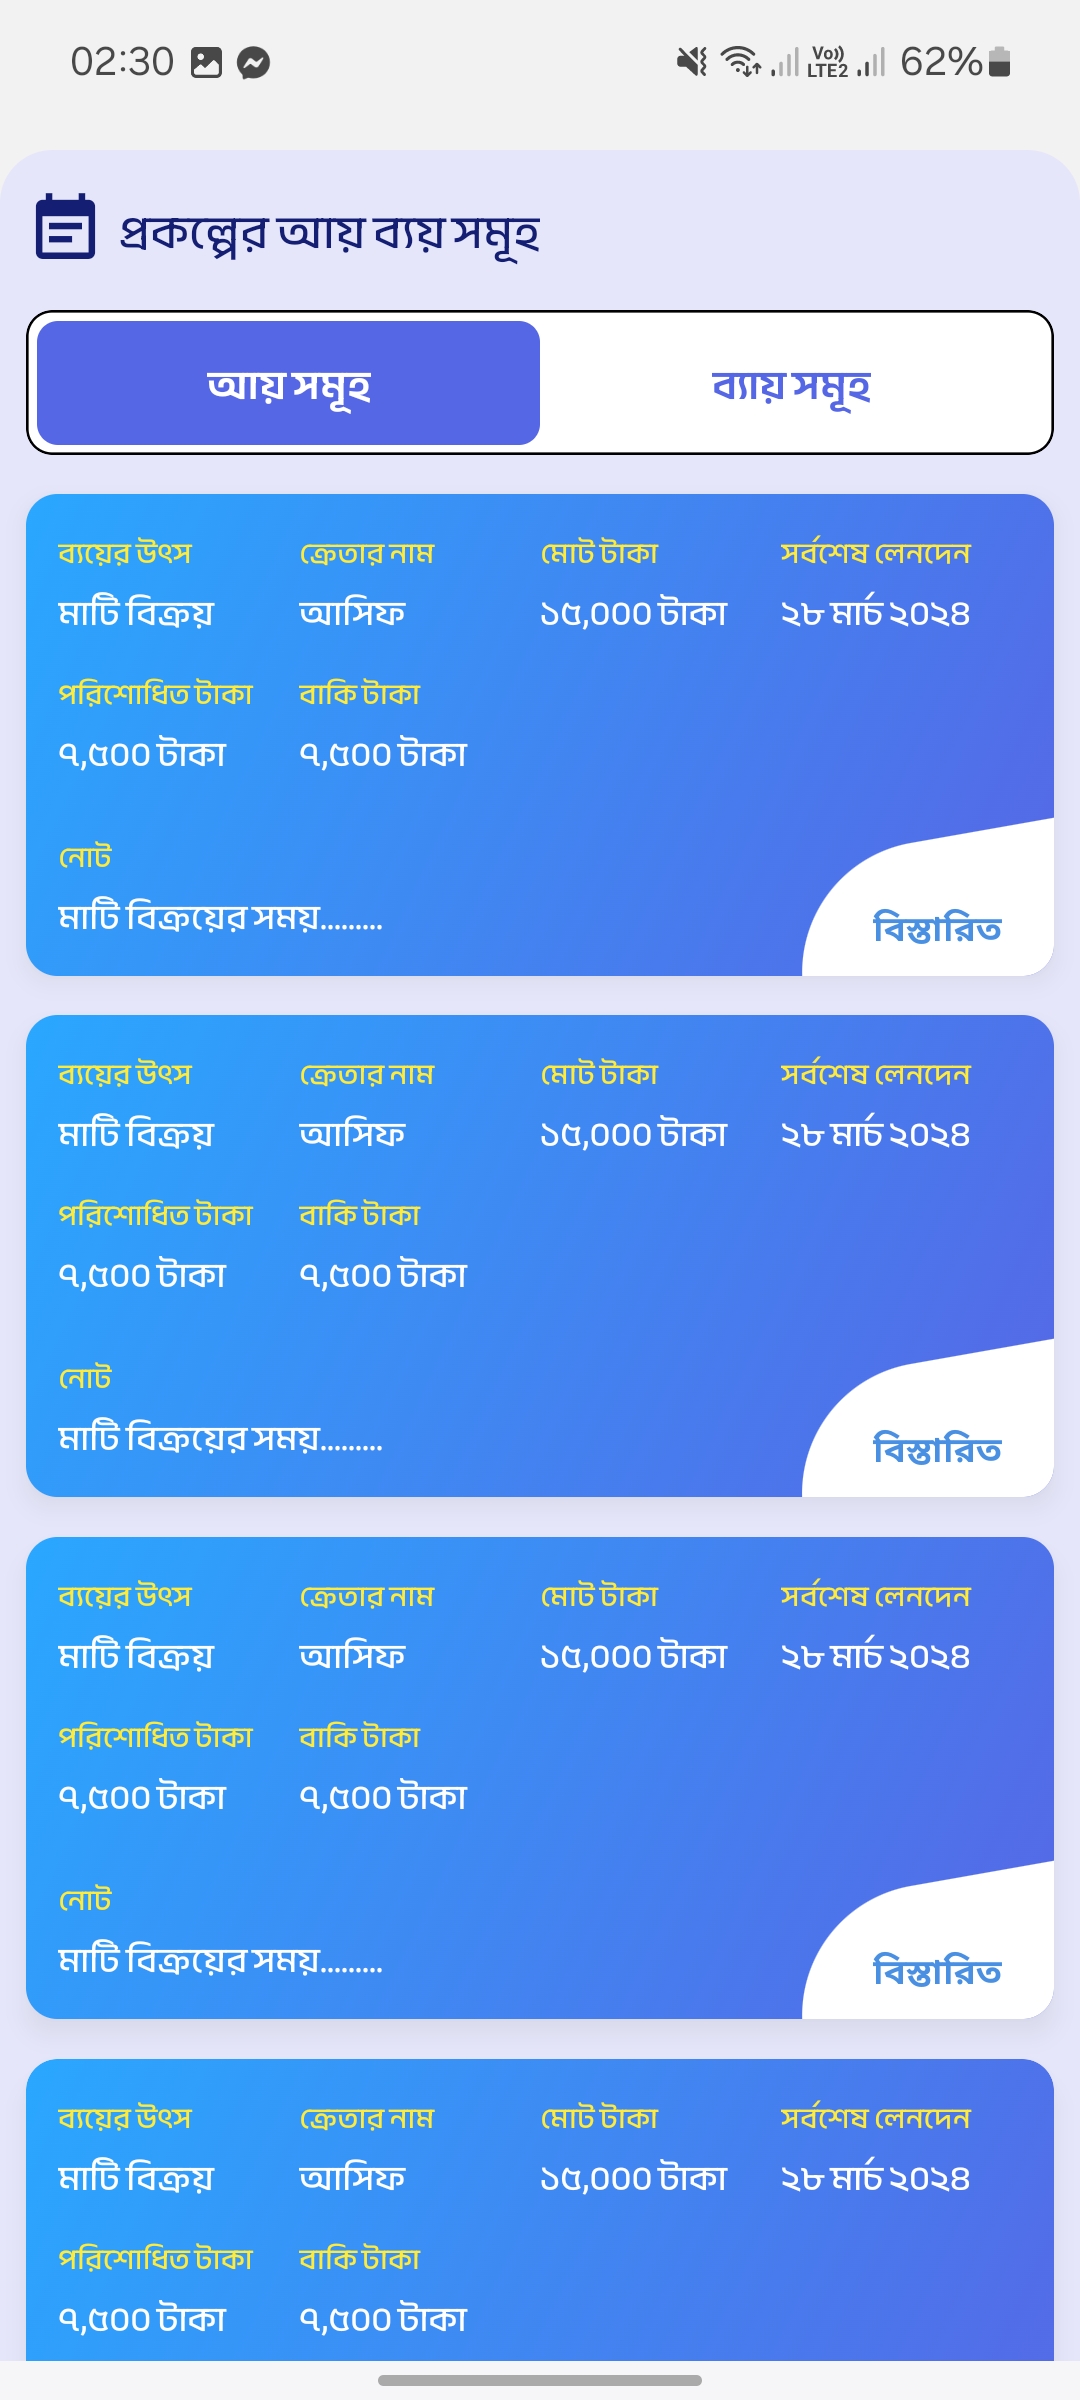 02:30 Vo)) LTE2 62%
প্রকল্পের আয় ব্যয় সমূহ
আয় সমূহ ব্যায় সমূহ
ব্যয়ের উৎস ক্রেতার নাম মোট টাকা সর্বশেষ লেনদেন
মাটি বিক্রয় আসিফ ১৫,০০০ টাকা ২৮ মার্চ ২০২৪
পরিশোধিত টাকা বাকি টাকা
৭,৫০০ টাকা ৭,৫০০ টাকা
নোট
মাটি বিক্রয়ের সময়.........
বিস্তারিত
ব্যয়ের উৎস ক্রেতার নাম মোট টাকা সর্বশেষ লেনদেন
মাটি বিক্রয় আসিফ ১৫,০০০ টাকা ২৮ মার্চ ২০২৪
পরিশোধিত টাকা বাকি টাকা
৭,৫০০ টাকা ৭,৫০০ টাকা
নোট
মাটি বিক্রয়ের সময়.........
বিস্তারিত
ব্যয়ের উৎস ক্রেতার নাম মোট টাকা সর্বশেষ লেনদেন
মাটি বিক্রয় আসিফ ১৫,০০০ টাকা ২৮ মার্চ ২০২৪
পরিশোধিত টাকা বাকি টাকা
৭,৫০০ টাকা ৭,৫০০ টাকা
নোট
মাটি বিক্রয়ের সময়.........
বিস্তারিত
ব্যয়ের উৎস ক্রেতার নাম মোট টাকা সর্বশেষ লেনদেন
মাটি বিক্রয় আসিফ ১৫,০০০ টাকা ২৮ মার্চ ২০২৪
পরিশোধিত টাকা বাকি টাকা
৭,৫০০ টাকা ৭,৫০০ টাকা